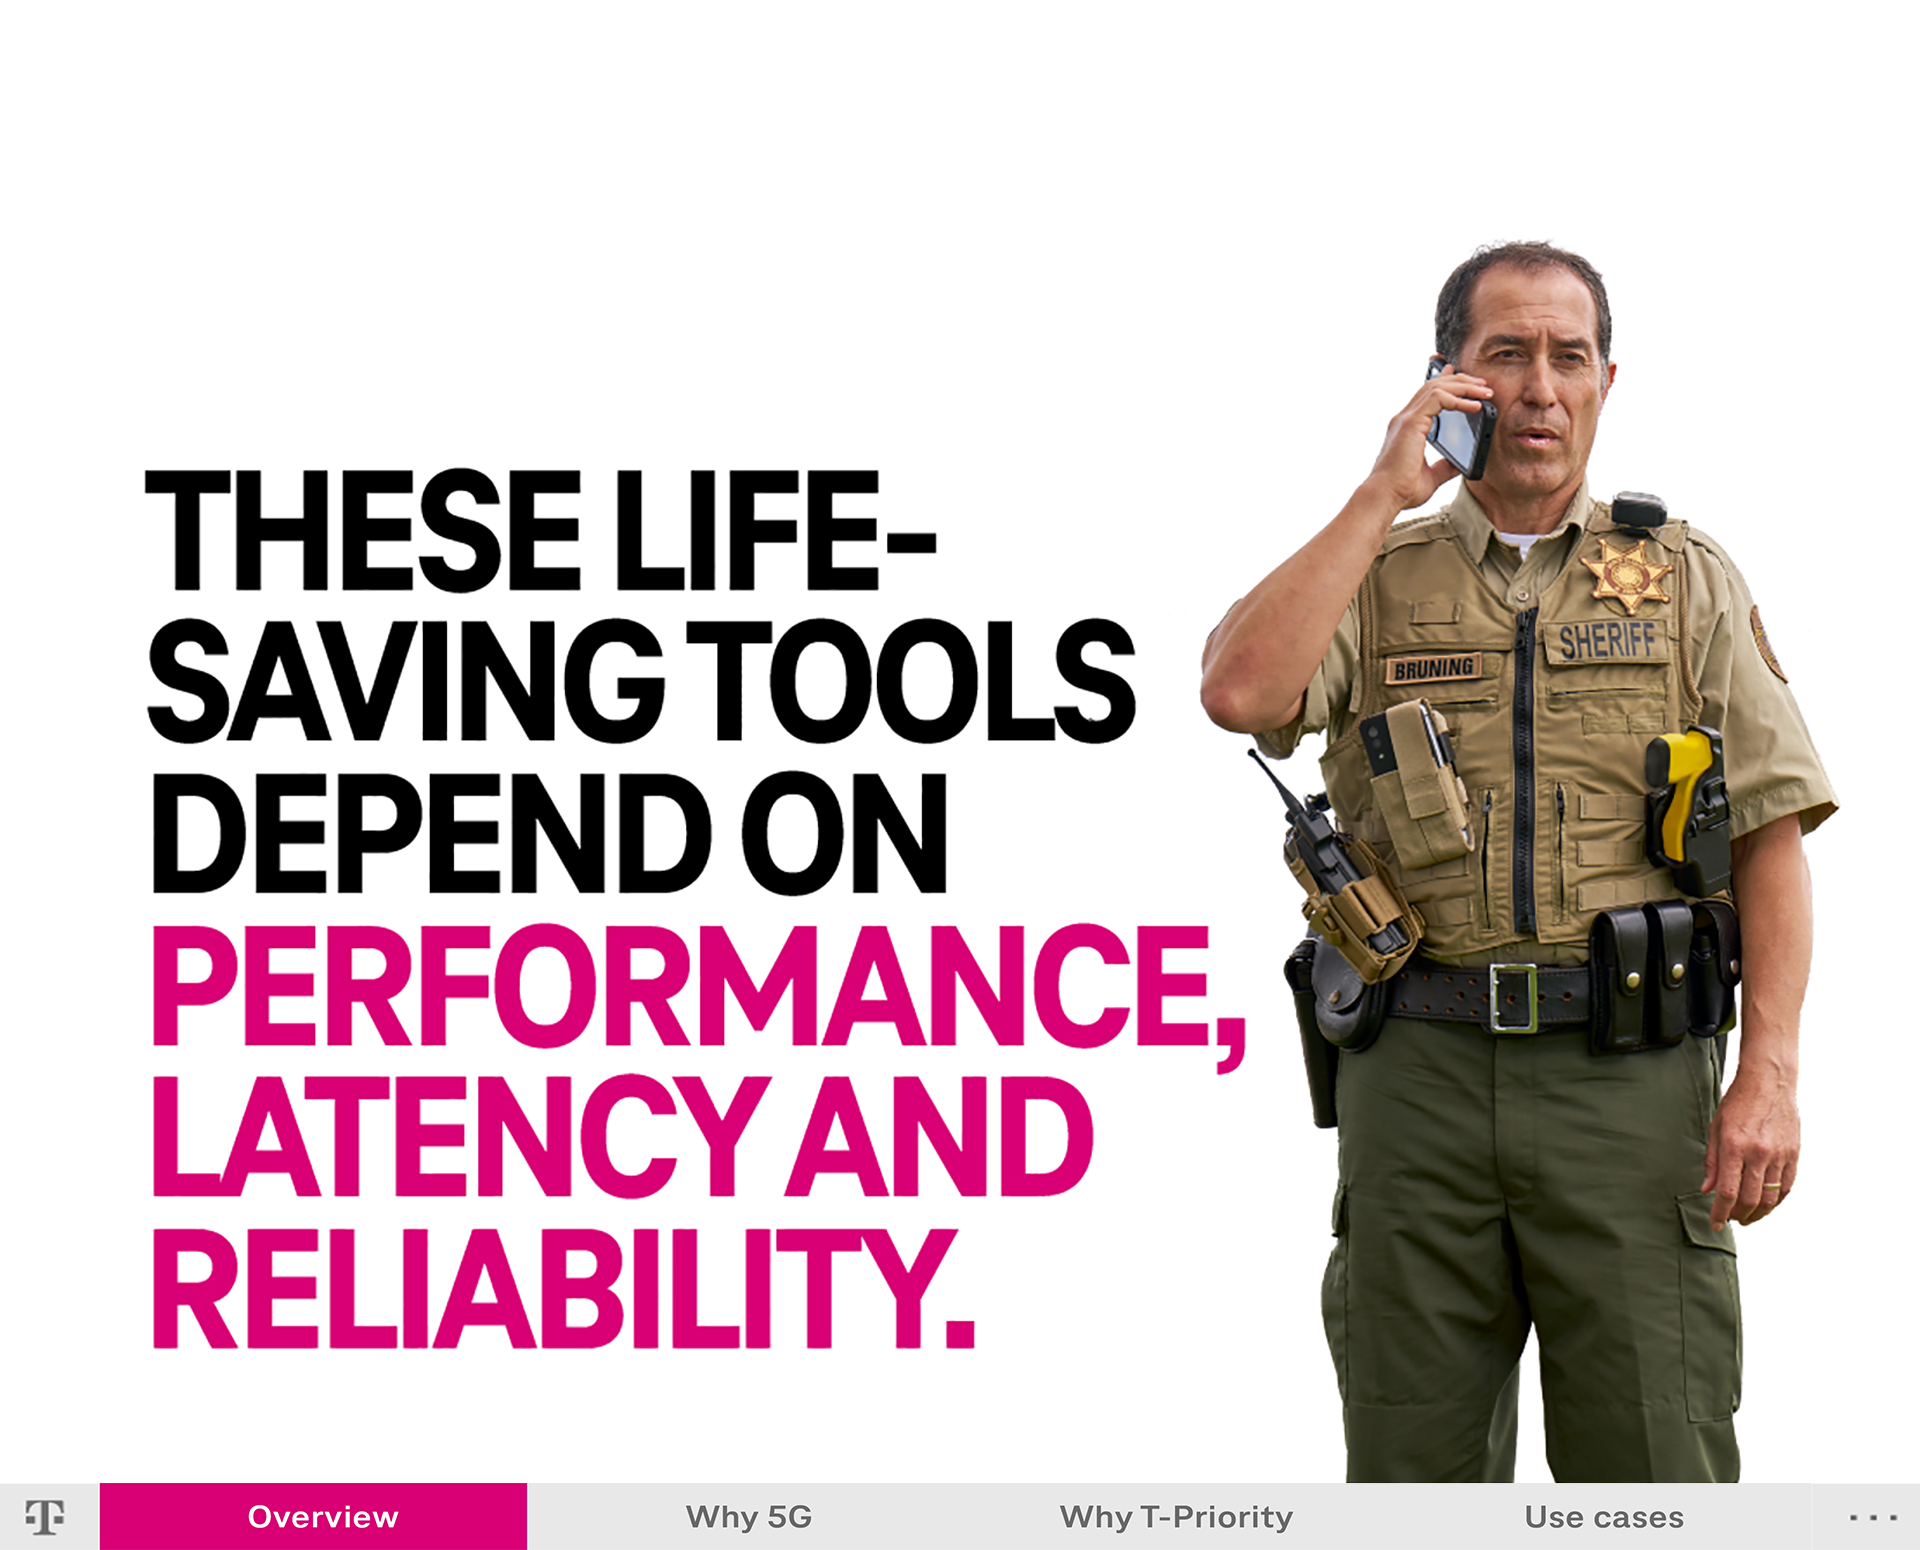 THESE LIFE-
SAVING TOOLS
DEPEND ON
PERFORMANCE,
LATENCY AND
RELIABILITY.
BRUNING
SHERIFF
T
Overview
Why 5G
Why T-Priority
Use cases
...